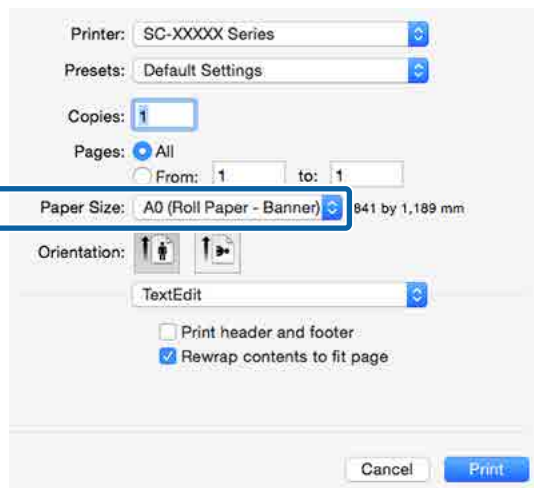 Printer: SC-XXXXX Series
Presets: Default Settings
Copies: 1
Pages: All
From: 1 to: 1
Paper Size: A0 (Roll Paper - Banner) 841 by 1,189 mm
Orientation:
TextEdit
Print header and footer
Rewrap contents to fit page
Cancel Print